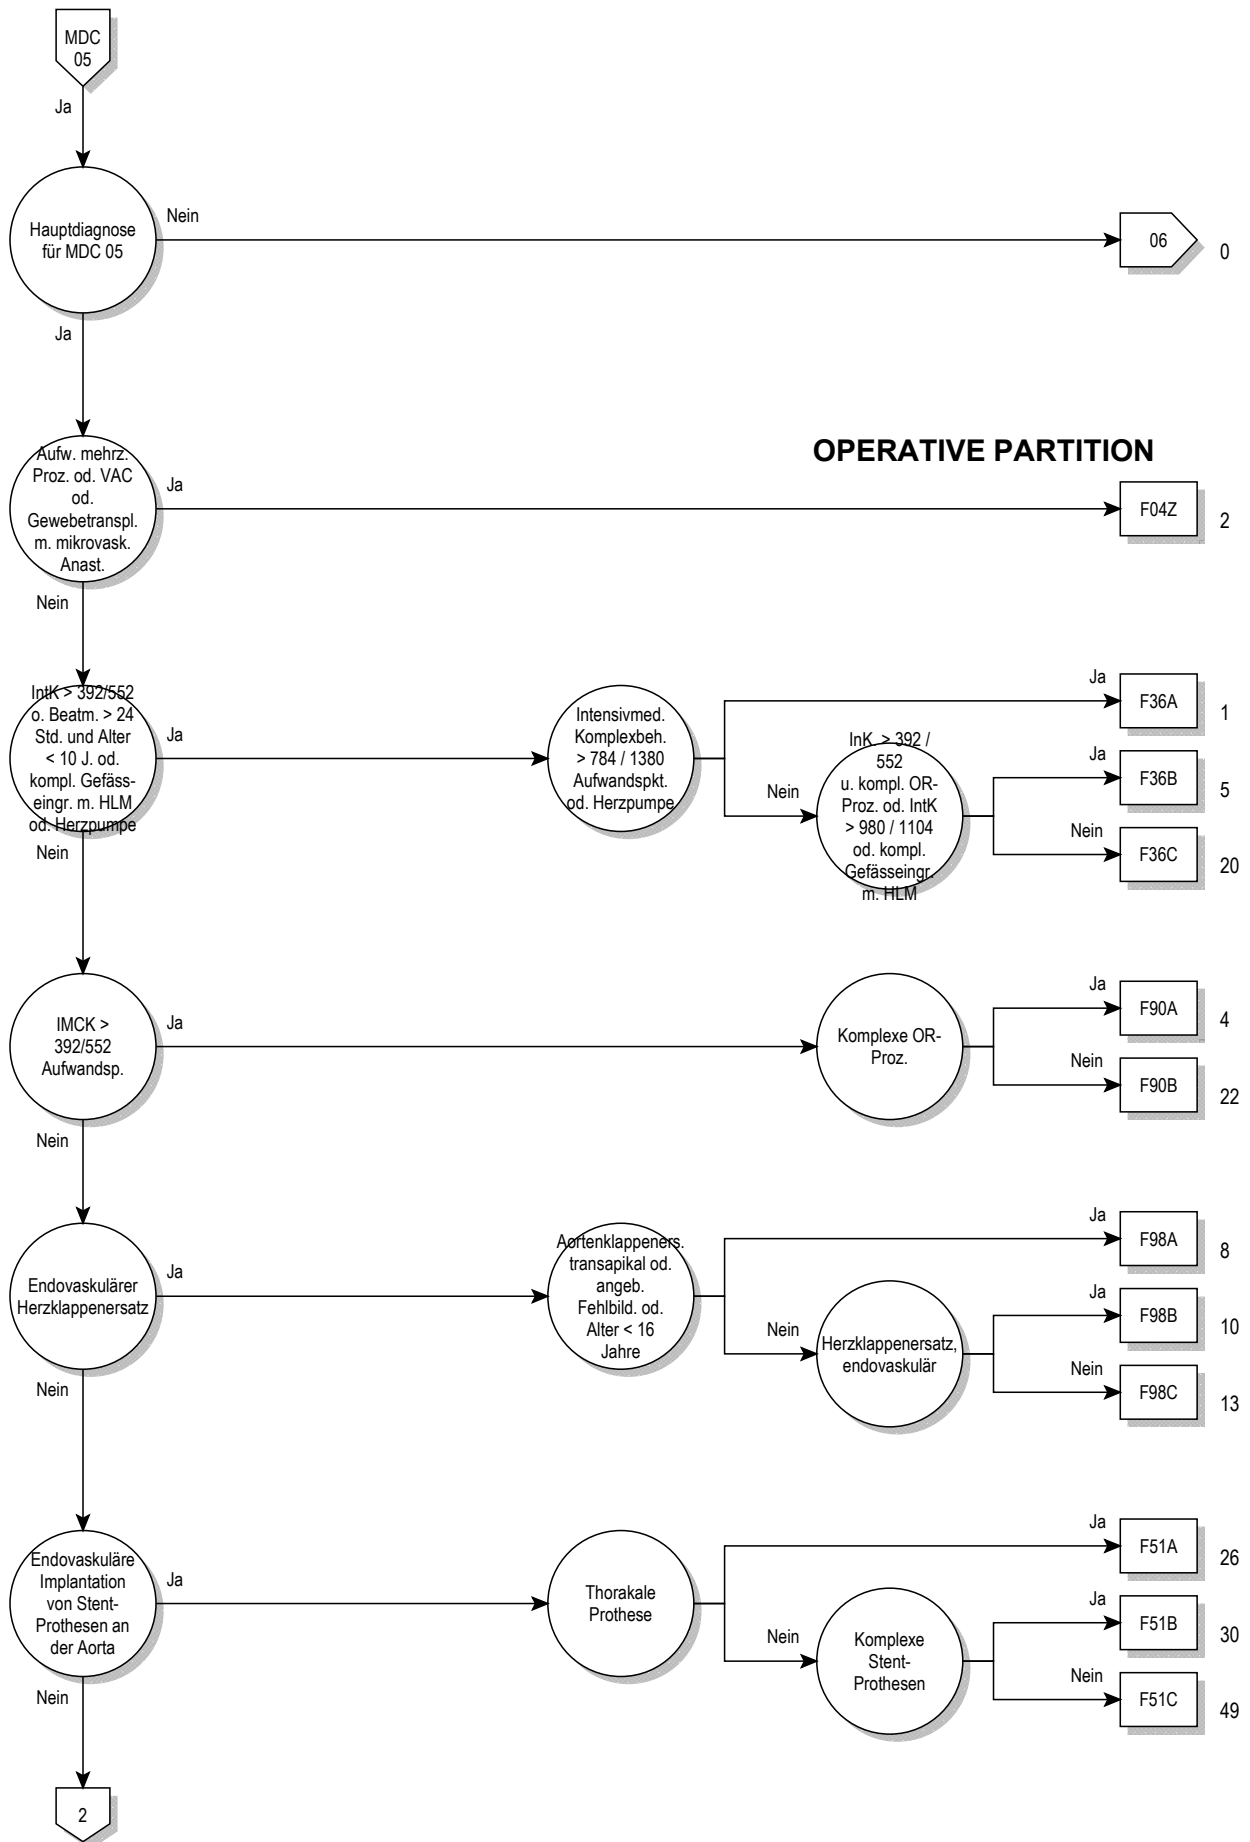 MDC
05
Ja
Hauptdiagnose
für MDC 05
Nein
06
0
Ja
OPERATIVE PARTITION
Aufw. mehrz.
Proz. od. VAC
od.
Gewebetranspl.
m. mikrovask.
Anast.
Ja
F04Z
2
Nein
IntK > 392/552
o. Beatm. > 24
Std. und Alter
< 10 J. od.
kompl. Gefäss-
eingr. m. HLM
od. Herzpumpe
Ja
Intensivmed.
Komplexbeh.
> 784 / 1380
Aufwandspkt.
od. Herzpumpe
Ja
F36A
1
Nein
InK. > 392 /
552
u. kompl. OR-
Proz. od. IntK
> 980 / 1104
od. kompl.
Gefässeingr.
m. HLM
Ja
F36B
5
Nein
F36C
20
Nein
IMCK >
392/552
Aufwandsp.
Ja
Komplexe OR-
Proz.
Ja
F90A
4
Nein
F90B
22
Nein
Endovaskulärer
Herzklappenersatz
Ja
Aortenklappeners.
transapikal od.
angeb.
Fehlbild. od.
Alter < 16
Jahre
Ja
F98A
8
Nein
Herzklappenersatz,
endovaskulär
Ja
F98B
10
Nein
F98C
13
Nein
Endovaskuläre
Implantation
von Stent-
Prothesen an
der Aorta
Ja
Thorakale
Prothese
Ja
F51A
26
Nein
Komplexe
Stent-
Prothesen
Ja
F51B
30
Nein
F51C
49
Nein
2